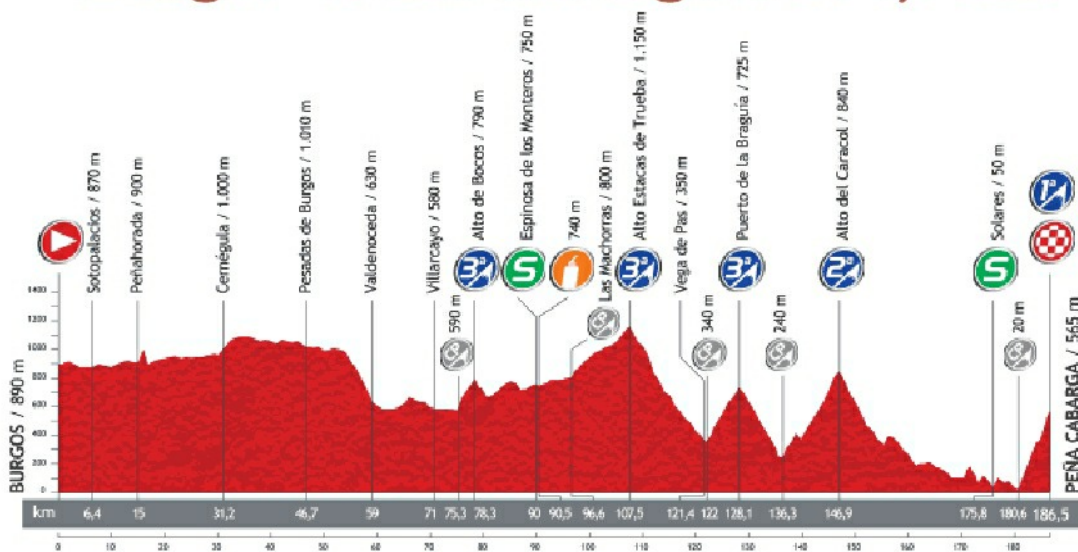 BURGOS / 890 m
Sotopalacios / 870 m
Peñahorada / 900 m
Cernégula / 1.000 m
Pesadas de Burgos / 1.010 m
Valdenoceda / 630 m
Villarcayo / 580 m
590 m
Alto de Bocos / 790 m
Espinosa de los Monteros / 750 m
740 m
Las Machorras / 800 m
Alto Estacas de Trueba / 1.150 m
Vega de Pas / 350 m
340 m
Puerto de la Braguía / 725 m
240 m
Alto del Caracol / 840 m
Solares / 50 m
20 m
PEÑA CABARGA / 565 m
3ª
S
3ª
3ª
2ª
S
1ª
1400
1200
1000
800
600
400
200
0
km 6,4 15 31,2 46,7 59 71 75,3 78,3 90 90,5 96,6 107,5 121,4 122 128,1 136,3 146,9 175,8 180,6 186,5
0 10 20 30 40 50 60 70 80 90 100 110 120 130 140 150 160 170 180